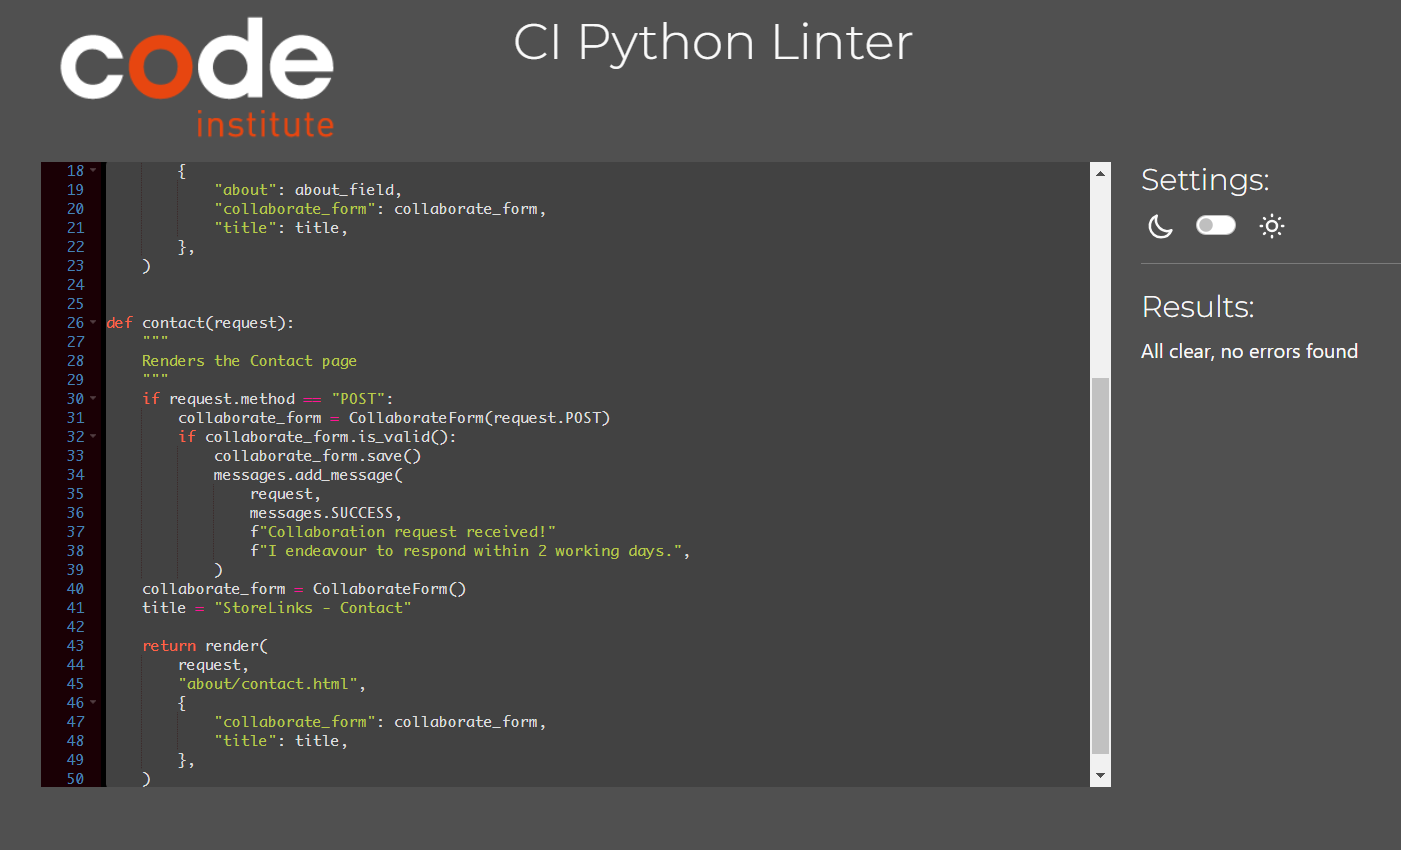 code
institute
CI Python Linter
18 {
19 "about": about_field,
20 "collaborate_form": collaborate_form,
21 "title": title,
22 },
23 )
24
25
26 def contact(request):
27 """
28 Renders the Contact page
29 """
30 if request.method == "POST":
31 collaborate_form = CollaborateForm(request.POST)
32 if collaborate_form.is_valid():
33 collaborate_form.save()
34 messages.add_message(
35 request,
36 messages.SUCCESS,
37 f"Collaboration request received!"
38 f"I endeavour to respond within 2 working days.",
39 )
40 collaborate_form = CollaborateForm()
41 title = "StoreLinks - Contact"
42
43 return render(
44 request,
45 "about/contact.html",
46 {
47 "collaborate_form": collaborate_form,
48 "title": title,
49 },
50 )
Settings:
Results:
All clear, no errors found